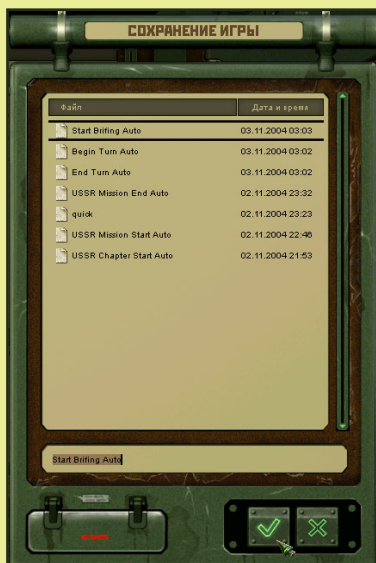 СОХРАНЕНИЕ ИГРЫ
Файл Дата и время
Start Brifing Auto 03.11.2004 03:03
Begin Turn Auto 03.11.2004 03:02
End Turn Auto 03.11.2004 03:02
USSR Mission End Auto 02.11.2004 23:32
quick 02.11.2004 23:23
USSR Mission Start Auto 02.11.2004 22:46
USSR Chapter Start Auto 02.11.2004 21:53
Start Brifing Auto